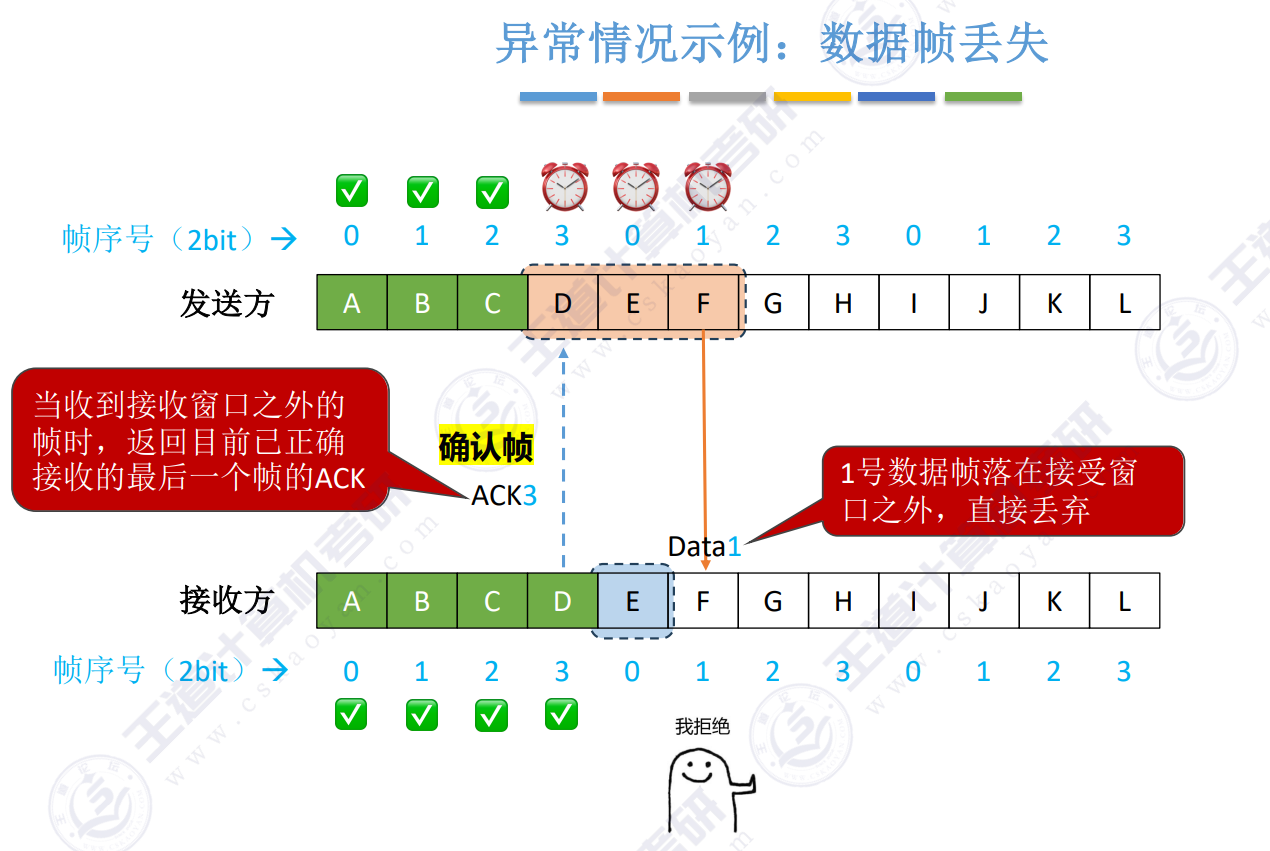 异常情况示例：数据帧丢失
帧序号（2bit）→ 0 1 2 3 0 1 2 3 0 1 2 3
发送方 A B C D E F G H I J K L
当收到接收窗口之外的
帧时，返回目前已正确
接收的最后一个帧的ACK
确认帧
ACK3
1号数据帧落在接受窗
口之外，直接丢弃
Data1
接收方 A B C D E F G H I J K L
帧序号（2bit）→ 0 1 2 3 0 1 2 3 0 1 2 3
我拒绝
王道计算机考研
www.cskaoyan.com